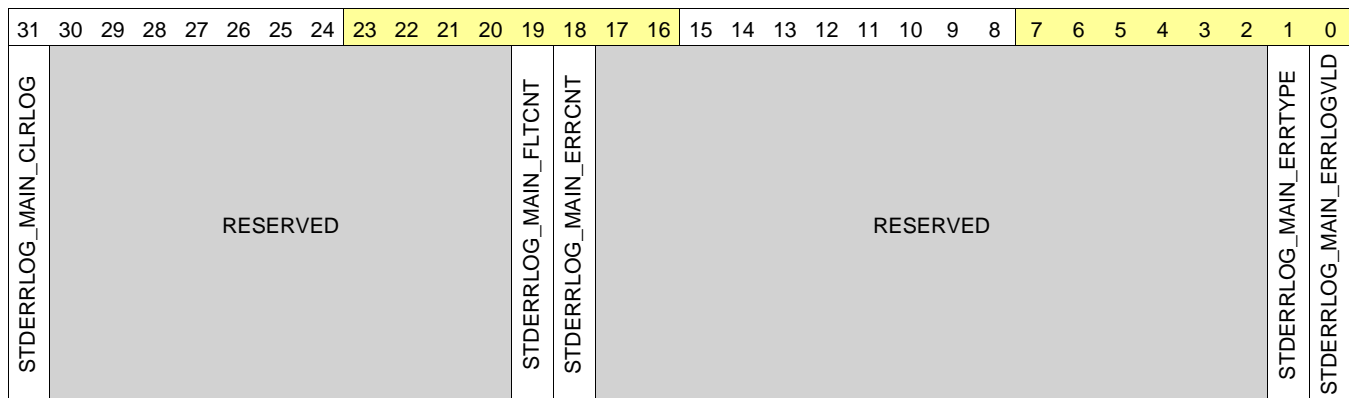 31 30 29 28 27 26 25 24 23 22 21 20 19 18 17 16 15 14 13 12 11 10 9 8 7 6 5 4 3 2 1 0
STDERRLOG_MAIN_CLRLOG
RESERVED
STDERRLOG_MAIN_FLTCNT
STDERRLOG_MAIN_ERRCNT
RESERVED
STDERRLOG_MAIN_ERRTYPE
STDERRLOG_MAIN_ERRLOGVLD